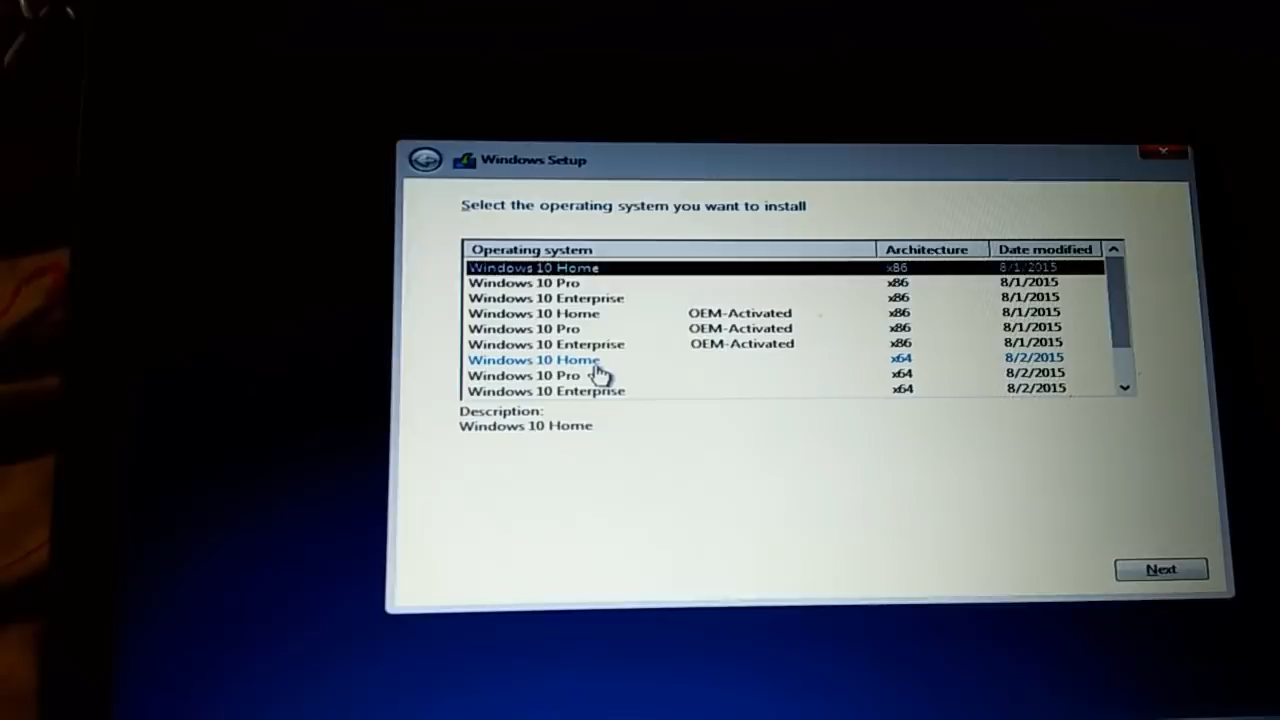 Windows Setup
Select the operating system you want to install
Operating system Architecture Date modified
Windows 10 Home x86 8/1/2015
Windows 10 Pro x86 8/1/2015
Windows 10 Enterprise x86 8/1/2015
Windows 10 Home OEM-Activated x86 8/1/2015
Windows 10 Pro OEM-Activated x86 8/1/2015
Windows 10 Enterprise OEM-Activated x86 8/1/2015
Windows 10 Home x64 8/2/2015
Windows 10 Pro x64 8/2/2015
Windows 10 Enterprise x64 8/2/2015
Description:
Windows 10 Home
Next